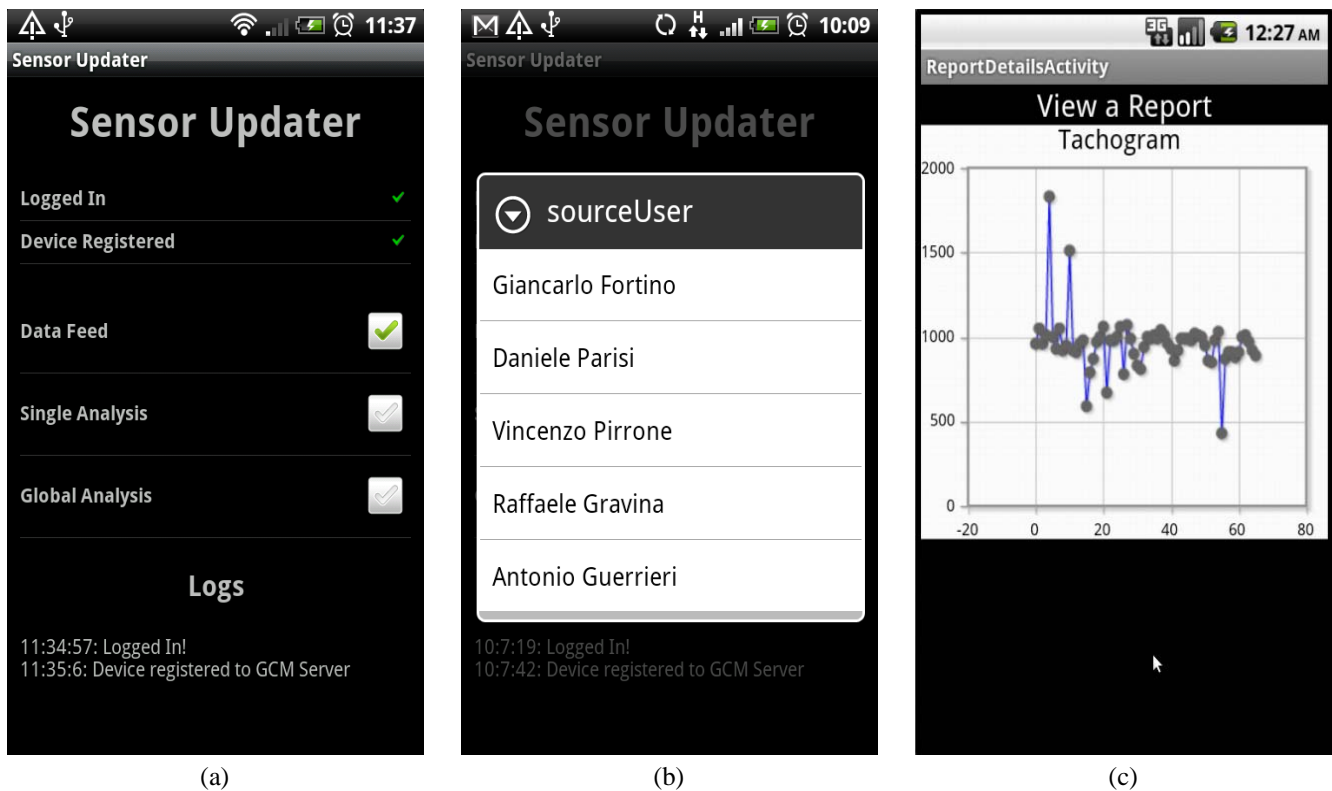 11:37
Sensor Updater
Sensor Updater
Logged In
Device Registered
Data Feed
Single Analysis
Global Analysis
Logs
11:34:57: Logged In!
11:35:6: Device registered to GCM Server
(a)
H 10:09
Sensor Updater
Sensor Updater
sourceUser
Giancarlo Fortino
Daniele Parisi
Vincenzo Pirrone
Raffaele Gravina
Antonio Guerrieri
10:7:19: Logged In!
10:7:42: Device registered to GCM Server
(b)
3G 12:27 AM
ReportDetailsActivity
View a Report
Tachogram
2000
1500
1000
500
0
-20 0 20 40 60 80
(c)